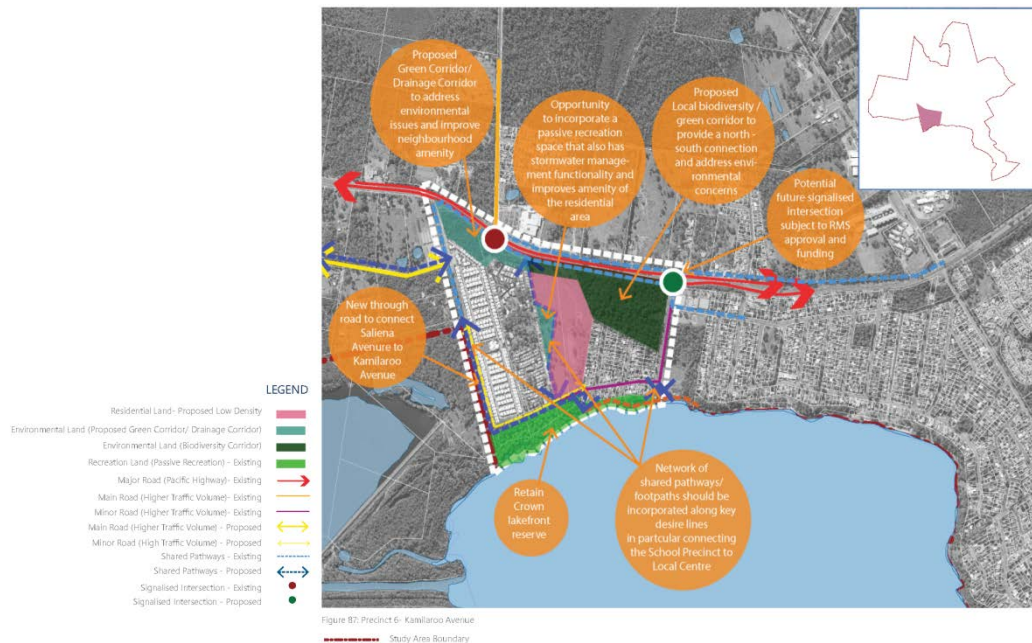 Proposed
Green Corridor/
Drainage Corridor
to address
environmental
issues and improve
neighbourhood
amenity
Opportunity
to incorporate a
passive recreation
space that also has
stormwater manage-
ment functionality and
improves amenity of
the residential
area
Proposed
Local biodiversity /
green corridor to
provide a north -
south connection
and address envi-
ronmental
concerns
Potential
future signalised
intersection
subject to RMS
approval and
funding
New through
road to connect
Saliena
Avenure to
Kamilaroo
Avenue
Retain
Crown
lakefront
reserve
Network of
shared pathways/
footpaths should be
incorporated along key
desire lines
in partcular connecting
the School Precinct to
Local Centre
LEGEND
Residential Land- Proposed Low Density
Environmental Land (Proposed Green Corridor/ Drainage Corridor)
Environmental Land (Biodiversity Corridor)
Recreation Land (Passive Recreation) - Existing
Major Road (Pacific Highway)- Existing
Main Road (Higher Traffic Volume)- Existing
Minor Road (Higher Traffic Volume)- Existing
Main Road (Higher Traffic Volume) - Proposed
Minor Road (High Traffic Volume) - Proposed
Shared Pathways - Existing
Shared Pathways - Proposed
Signalised Intersection - Existing
Signalised Intersection - Proposed
Figure 87: Precinct 6- Kamilaroo Avenue
Study Area Boundary